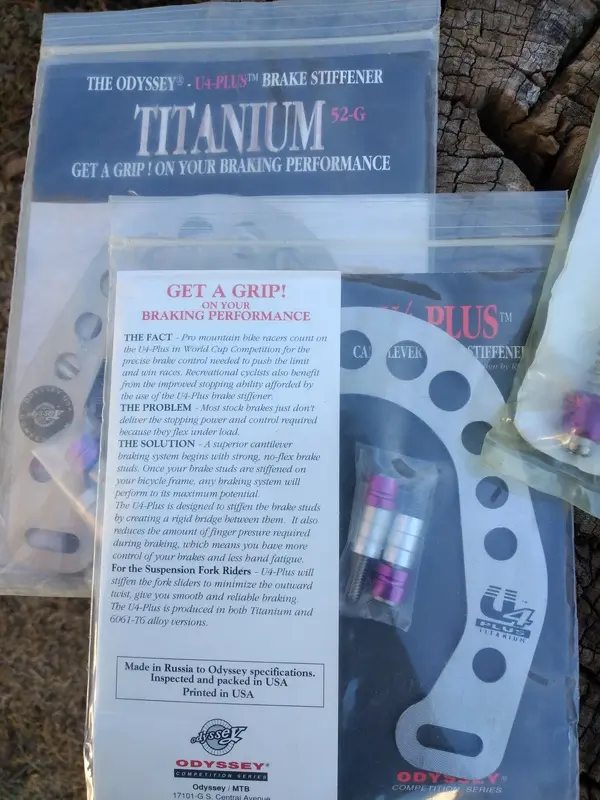 THE ODYSSEY® - U4-PLUS™ BRAKE STIFFENER
TITANIUM 52-G
GET A GRIP ! ON YOUR BRAKING PERFORMANCE
GET A GRIP!
ON YOUR
BRAKING PERFORMANCE
THE FACT - Pro mountain bike racers count on
the U4-Plus in World Cup Competition for the
precise brake control needed to push the limit
and win races. Recreational cyclists also benefit
from the improved stopping ability afforded by
the use of the U4-Plus brake stiffener.
THE PROBLEM - Most stock brakes just don't
deliver the stopping power and control required
because they flex under load.
THE SOLUTION - A superior cantilever
braking system begins with strong, no-flex brake
studs. Once your brake studs are stiffened on
your bicycle frame, any braking system will
perform to its maximum potential.
The U4-Plus is designed to stiffen the brake studs
by creating a rigid bridge between them. It also
reduces the amount of finger presure required
during braking, which means you have more
control of your brakes and less hand fatigue.
For the Suspension Fork Riders - U4-Plus will
stiffen the fork sliders to minimize the outward
twist, give you smooth and reliable braking.
The U4-Plus is produced in both Titanium and
6061-T6 alloy versions.
Made in Russia to Odyssey specifications.
Inspected and packed in USA
Printed in USA
odyssey
ODYSSEY®
COMPETITION SERIES
Odyssey / MTB
17101-G S. Central Avenue
PLUS™
STIFFENE
U4
PLUS
TITANIUM
ODYSSEY®
COMPETITION SERIES
ODYSSEY